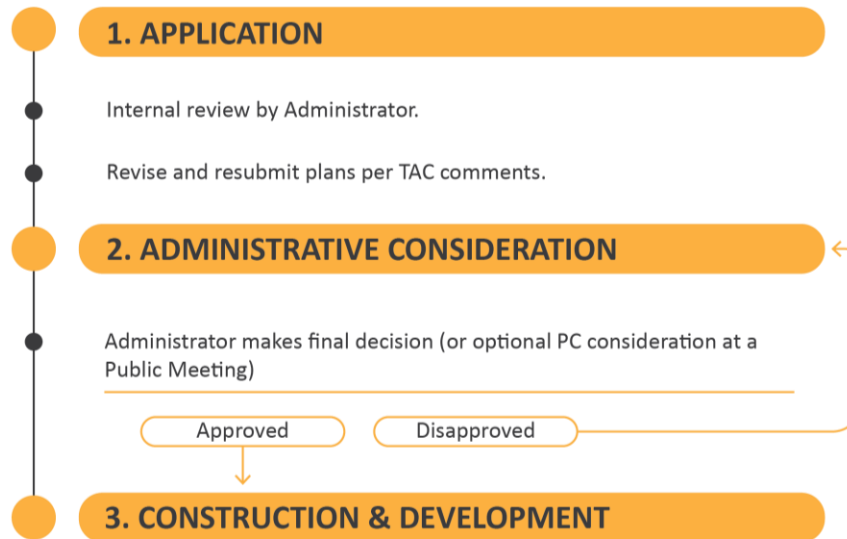 1. APPLICATION
Internal review by Administrator.
Revise and resubmit plans per TAC comments.
2. ADMINISTRATIVE CONSIDERATION
Administrator makes final decision (or optional PC consideration at a
Public Meeting)
Approved
Disapproved
3. CONSTRUCTION & DEVELOPMENT